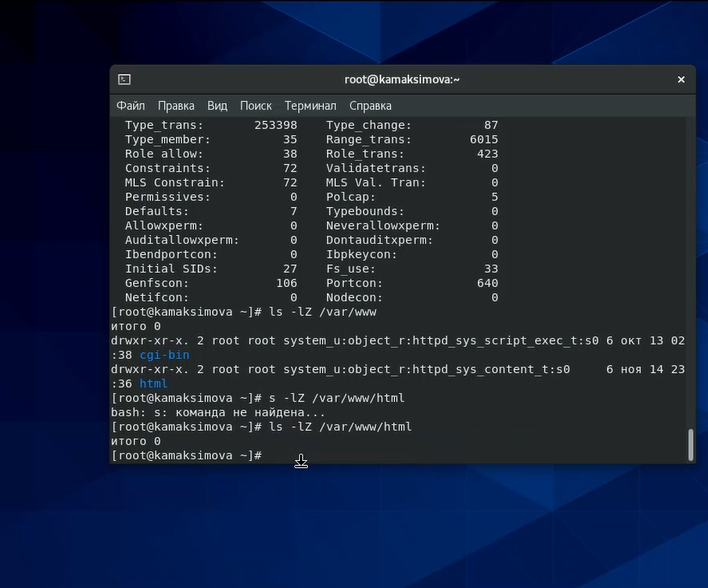 root@kamaksimova:~
Файл Правка Вид Поиск Терминал Справка
Type_trans: 253398 Type_change: 87
Type_member: 35 Range_trans: 6015
Role allow: 38 Role_trans: 423
Constraints: 72 Validatetrans: 0
MLS Constrain: 72 MLS Val. Tran: 0
Permissives: 0 Polcap: 5
Defaults: 7 Typebounds: 0
Allowxperm: 0 Neverallowxperm: 0
Auditallowxperm: 0 Dontauditxperm: 0
Ibendportcon: 0 Ibpkeycon: 0
Initial SIDs: 27 Fs_use: 33
Genfscon: 106 Portcon: 640
Netifcon: 0 Nodecon: 0
[root@kamaksimova ~]# ls -lZ /var/www
итого 0
drwxr-xr-x. 2 root root system_u:object_r:httpd_sys_script_exec_t:s0 6 окт 13 02
:38 cgi-bin
drwxr-xr-x. 2 root root system_u:object_r:httpd_sys_content_t:s0 6 ноя 14 23
:36 html
[root@kamaksimova ~]# s -lZ /var/www/html
bash: s: команда не найдена...
[root@kamaksimova ~]# ls -lZ /var/www/html
итого 0
[root@kamaksimova ~]#